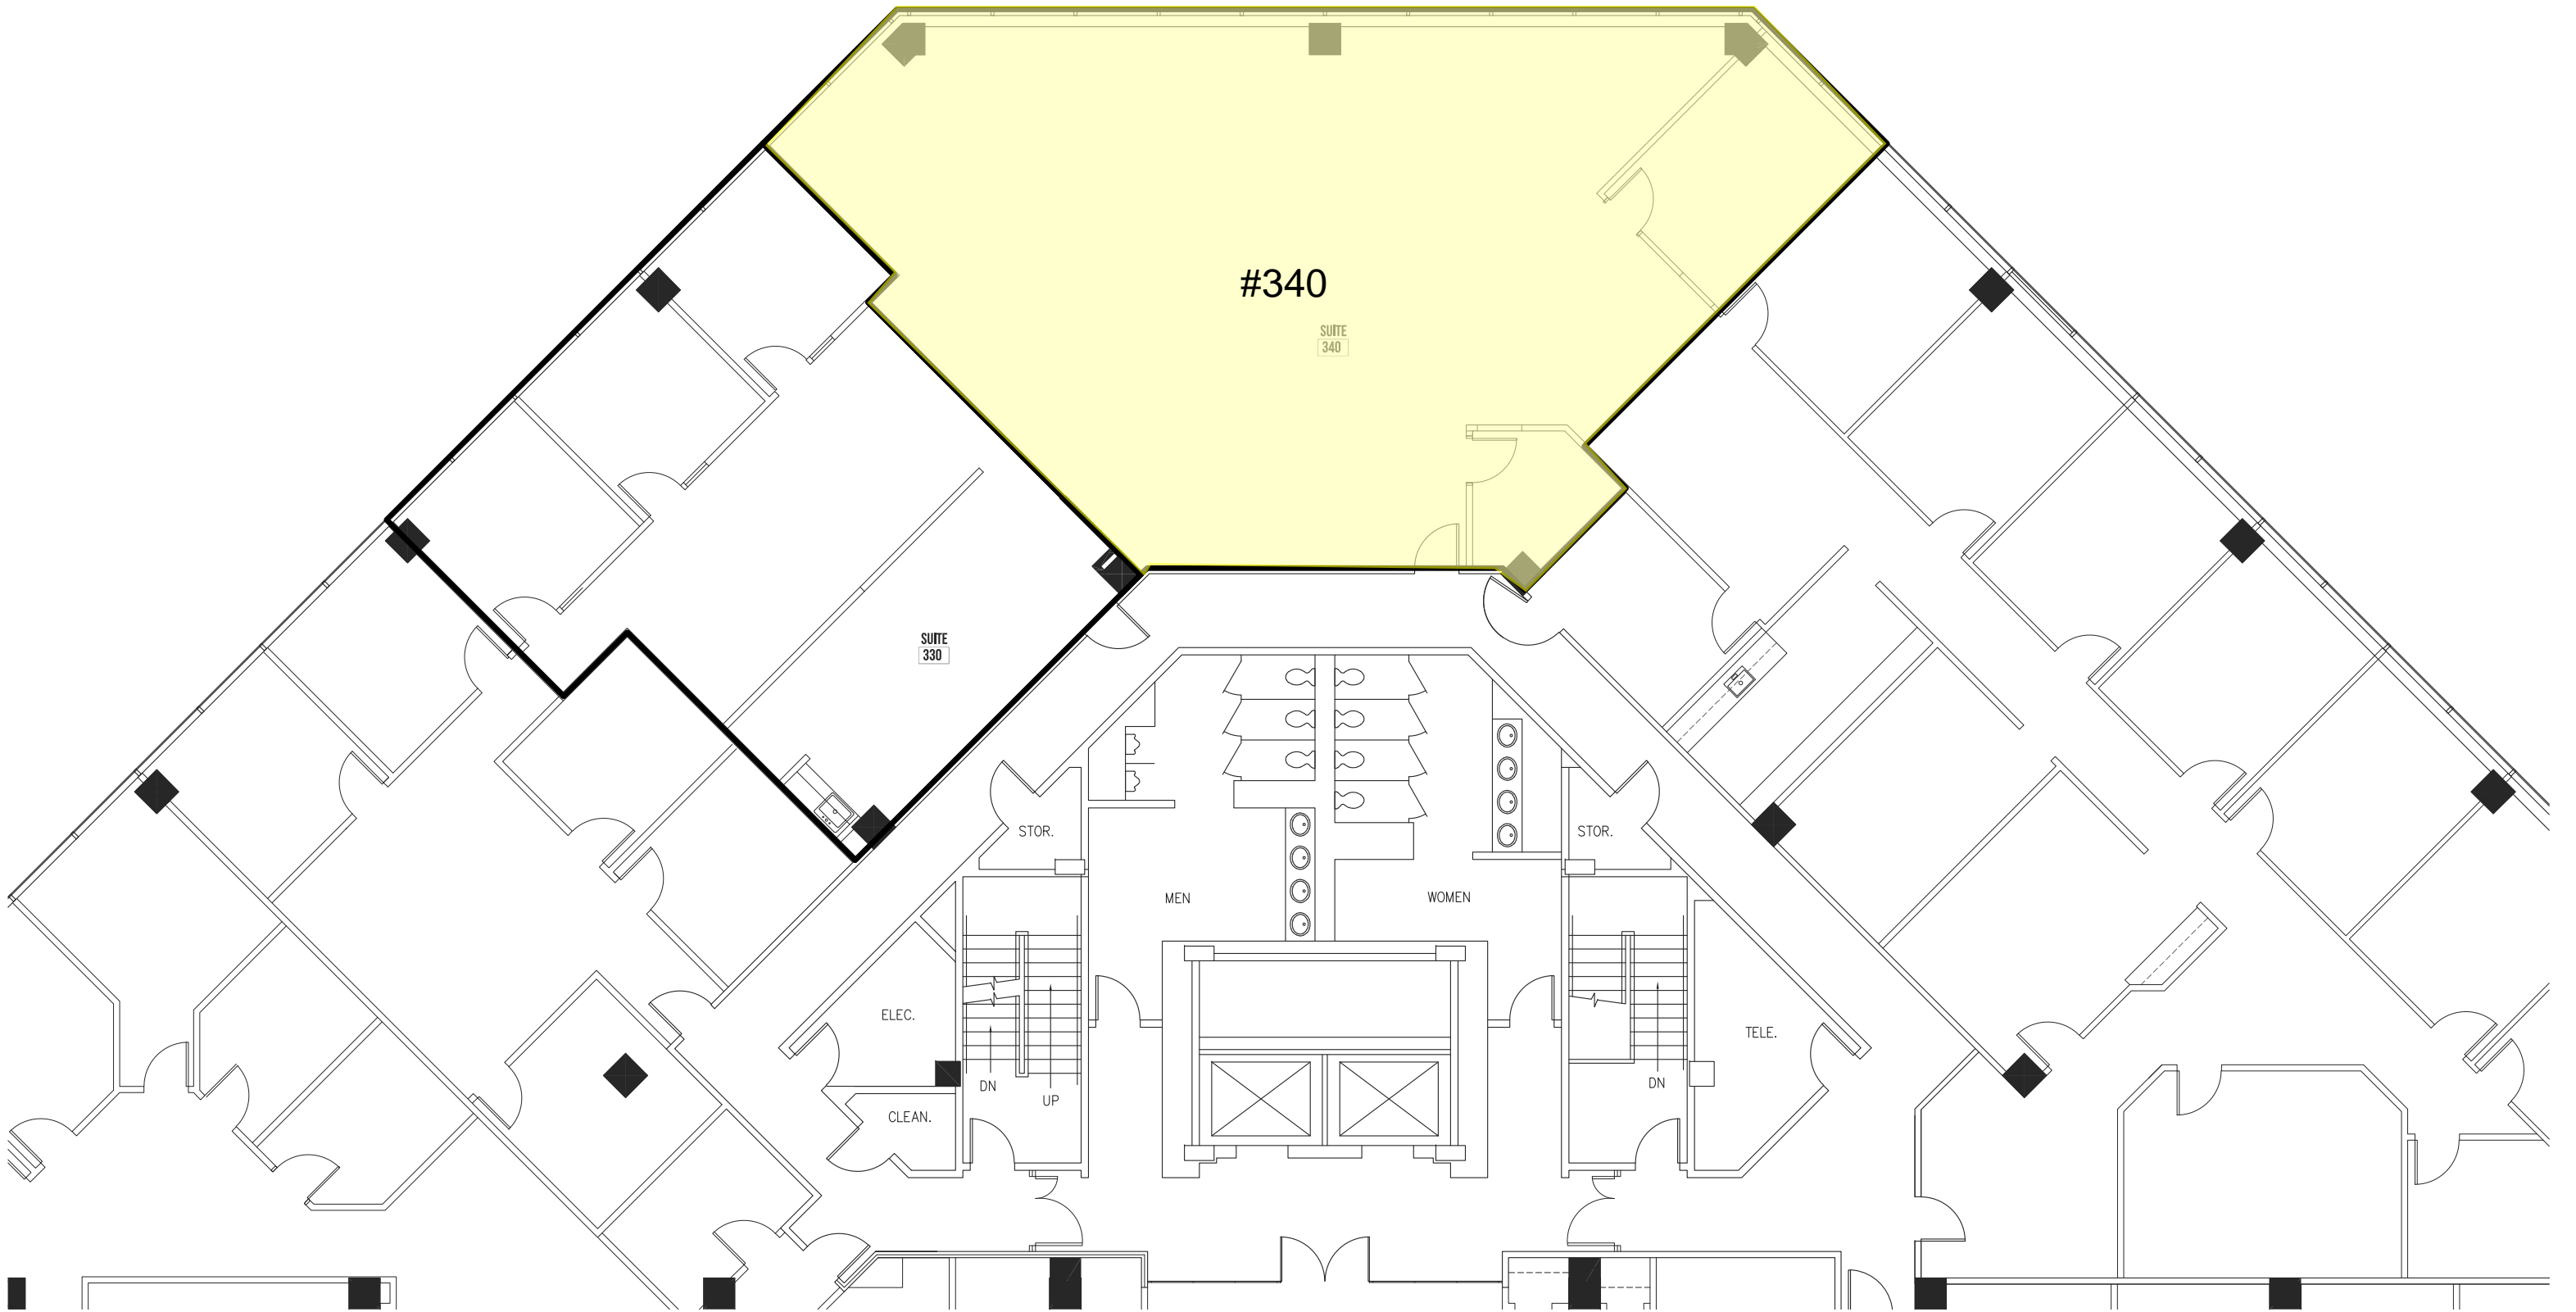 #340
SUITE
340
SUITE
330
STOR.
STOR.
MEN
WOMEN
ELEC.
TELE.
DN
UP
DN
CLEAN.